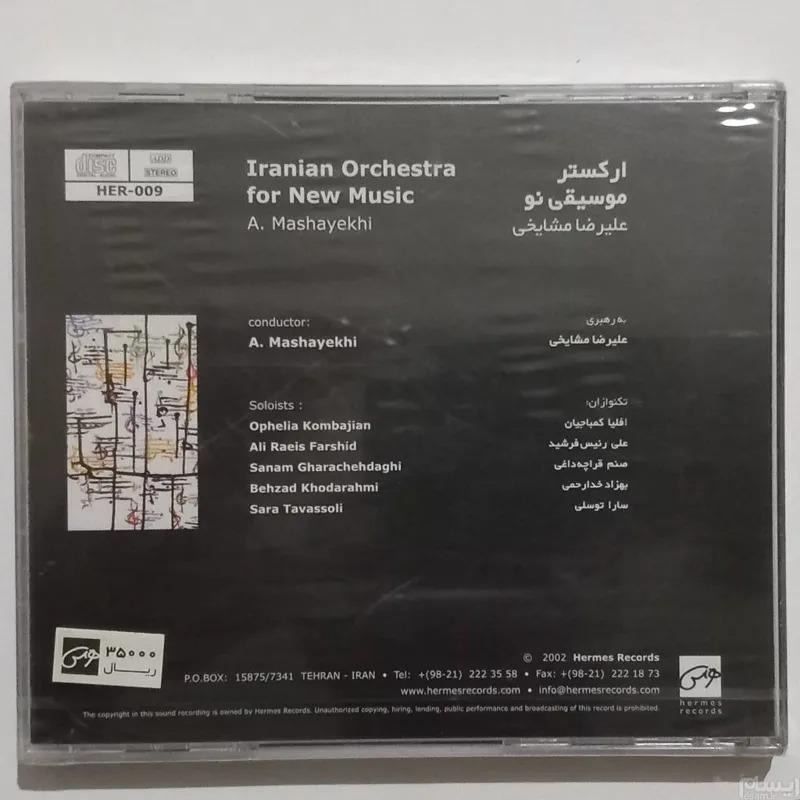 COMPACT
disc
DIGITAL AUDIO
STEREO
HER-009
Iranian Orchestra
for New Music
A. Mashayekhi
ارکستر
موسیقی نو
علیرضا مشایخی
conductor:
A. Mashayekhi
به رهبری
علیرضا مشایخی
Soloists :
Ophelia Kombajian
Ali Raeis Farshid
Sanam Gharachehdaghi
Behzad Khodarahmi
Sara Tavassoli
تکنوازان:
افلیا کمباجیان
علی رئیس فرشید
صنم قراچه‌داغی
بهزاد خدارحمی
سارا توسلی
هرمس
۳۵۰۰۰
ریال
© 2002 Hermes Records
P.O.BOX: 15875/7341 TEHRAN - IRAN • Tel: +(98-21) 222 35 58 • Fax: +(98-21) 222 18 73
www.hermesrecords.com • info@hermesrecords.com
The copyright in this sound recording is owned by Hermes Records. Unauthorized copying, hiring, lending, public performance and broadcasting of this record is prohibited.
هرمس
hermes
records
ایسام
esam.ir